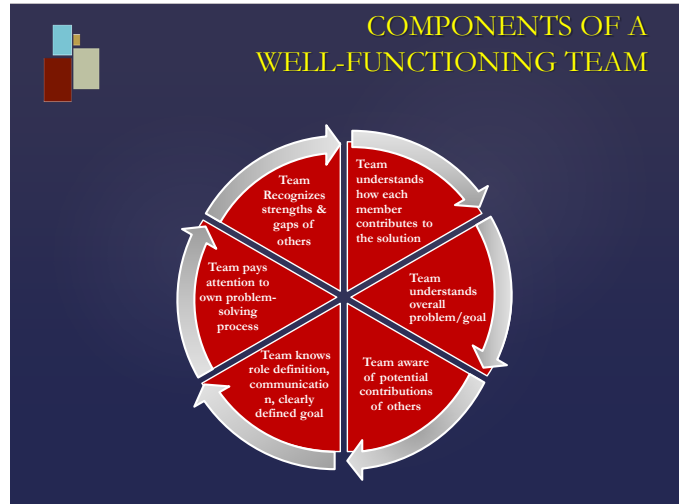 COMPONENTS OF A
WELL-FUNCTIONING TEAM
Team
understands
how each
member
contributes to
the solution
Team
understands
overall
problem/goal
Team aware
of potential
contributions
of others
Team knows
role definition,
communicatio
n, clearly
defined goal
Team pays
attention to
own problem-
solving
process
Team
Recognizes
strengths &
gaps of
others